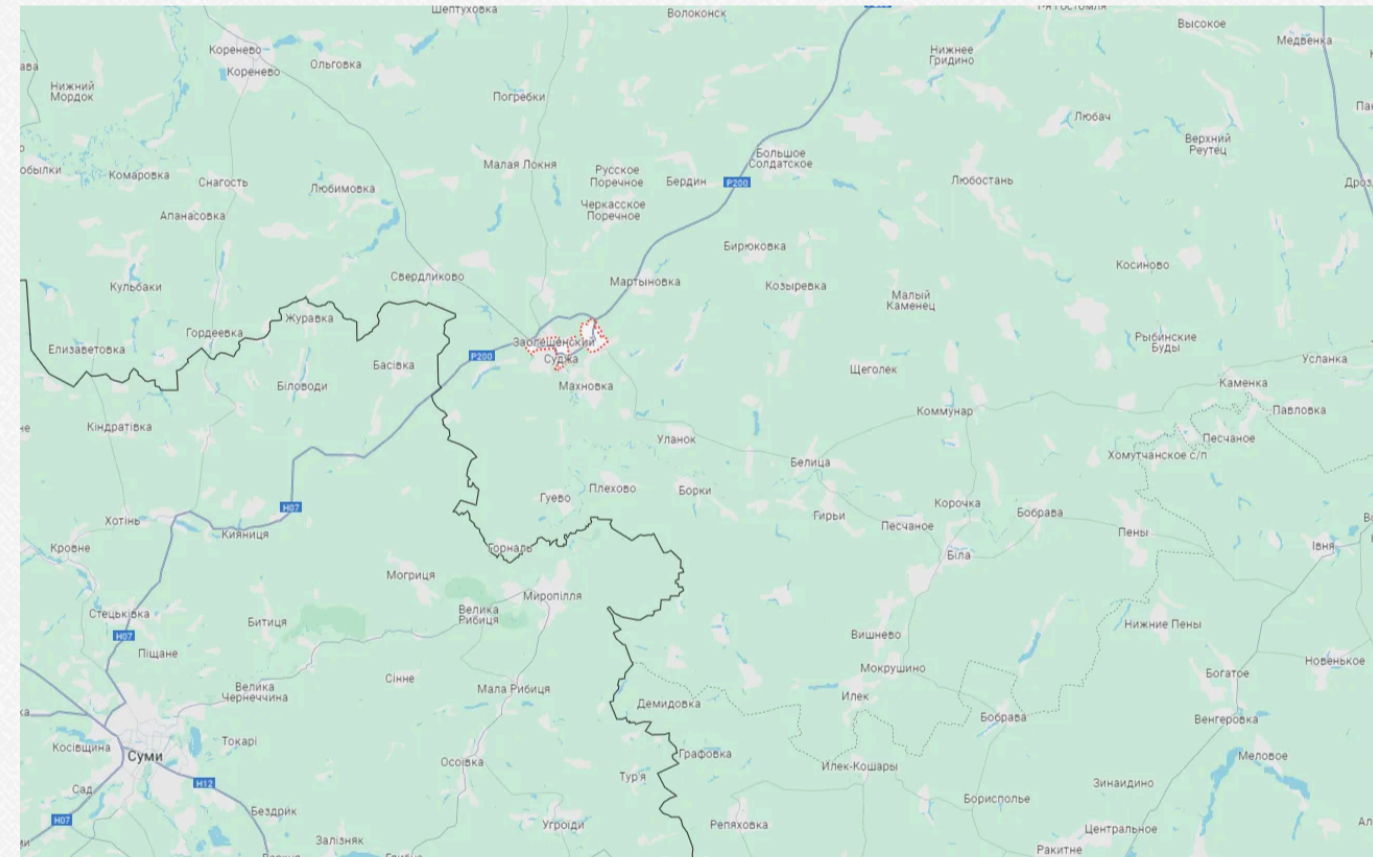 Шептуховка
Волоконск
Высокое
Медвенка
Коренево
Коренево
Ольговка
Нижнее
Гридино
Нижний
Мордок
Погребки
Любач
Верхний
Реутец
Большое
Солдатское
Малая Локня
Русское
Поречное
Бердин
P200
Любостань
Комаровка
Снагость
Любимовка
Апанасовка
Черкасское
Поречное
Бирюковка
Косиново
Свердликово
Мартыновка
Козыревка
Малый
Каменец
Кульбаки
Журавка
Гордеевка
Рыбинские
Буды
Елизаветовка
Заолешенский
Суджа
P200
Усланка
Басівка
Біловоди
Махновка
Щеголек
Каменка
Коммунар
Павловка
Кіндратівка
Уланок
Песчаное
Хомутчанское с/п
Белица
Плехово
Борки
Гуево
H07
Корочка
Бобрава
Гирьи
Песчаное
Хотінь
Кияниця
Пены
Кровне
Горналь
Біла
Івня
Могриця
Миропілля
Велика
Рибиця
Стецьківка
Битиця
H07
Нижние Пены
Вишнево
Піщане
Мокрушино
Новенькое
Сінне
Мала Рибиця
Богатое
Велика
Чернеччина
Илек
Демидовка
Бобрава
Венгеровка
Токарі
Косівщина
Суми
Графовка
Меловое
Осоївка
Илек-Кошары
Тур'я
H12
Сад
Зинаидино
Борисполье
Бездрик
H07
Угроїди
Репяховка
Центральное
Залізняк
Ракитне